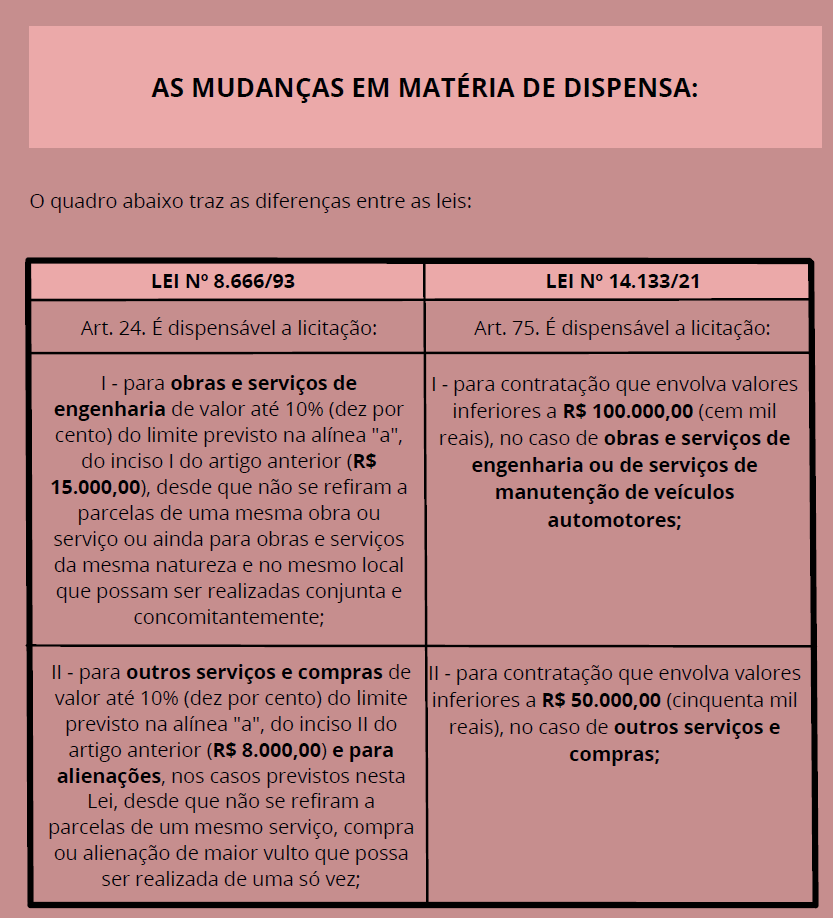 AS MUDANÇAS EM MATÉRIA DE DISPENSA:
O quadro abaixo traz as diferenças entre as leis:
LEI Nº 8.666/93
LEI Nº 14.133/21
Art. 24. É dispensável a licitação:
Art. 75. É dispensável a licitação:
I - para obras e serviços de
engenharia de valor até 10% (dez por
cento) do limite previsto na alínea "a",
do inciso I do artigo anterior (R$
15.000,00), desde que não se refiram a
parcelas de uma mesma obra ou
serviço ou ainda para obras e serviços
da mesma natureza e no mesmo local
que possam ser realizadas conjunta e
concomitantemente;
I - para contratação que envolva valores
inferiores a R$ 100.000,00 (cem mil
reais), no caso de obras e serviços de
engenharia ou de serviços de
manutenção de veículos
automotores;
II - para outros serviços e compras de
valor até 10% (dez por cento) do limite
previsto na alínea "a", do inciso II do
artigo anterior (R$ 8.000,00) e para
alienações, nos casos previstos nesta
Lei, desde que não se refiram a
parcelas de um mesmo serviço, compra
ou alienação de maior vulto que possa
ser realizada de uma só vez;
II - para contratação que envolva valores
inferiores a R$ 50.000,00 (cinquenta mil
reais), no caso de outros serviços e
compras;